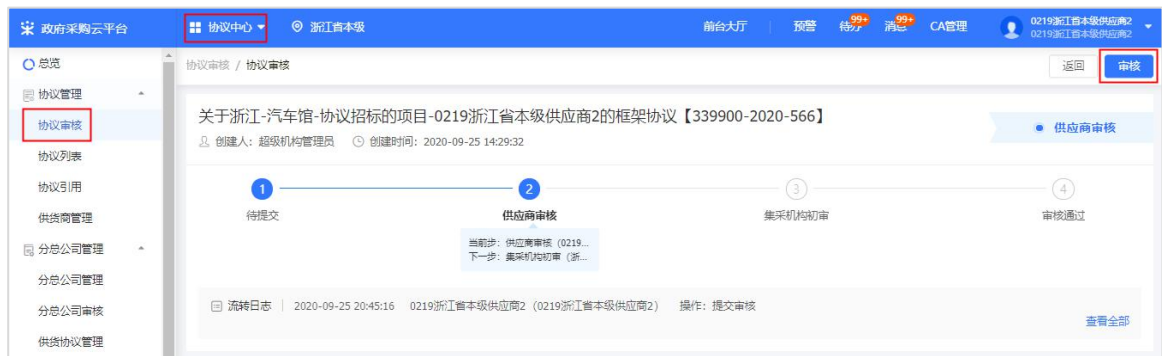 政府采购云平台
协议中心
浙江省本级
前台大厅
预警
待办 99+
消息 99+
CA管理
0219浙江省本级供应商2
0219浙江省本级供应商2
总览
协议管理
协议审核
协议列表
协议引用
供货商管理
分总公司管理
分总公司管理
分总公司审核
供货协议管理
协议审核 / 协议审核
返回
审核
关于浙江-汽车馆-协议招标的项目-0219浙江省本级供应商2的框架协议【339900-2020-566】
创建人：超级机构管理员 创建时间：2020-09-25 14:29:32
供应商审核
1
待提交
2
供应商审核
当前步：供应商审核（0219...
下一步：集采机构初审（浙...
3
集采机构初审
4
审核通过
流转日志 2020-09-25 20:45:16 0219浙江省本级供应商2（0219浙江省本级供应商2） 操作：提交审核
查看全部